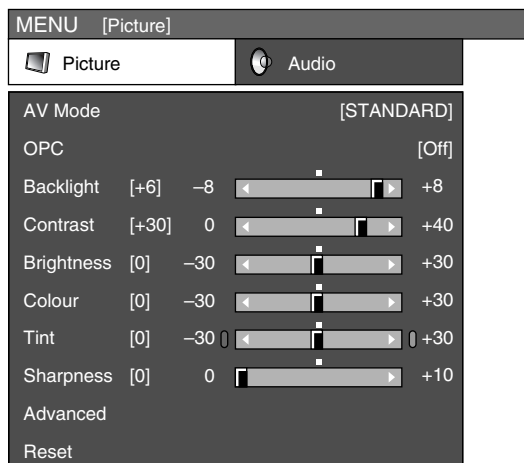 MENU [Picture]
Picture Audio
AV Mode [STANDARD]
OPC [Off]
Backlight [+6] –8 +8
Contrast [+30] 0 +40
Brightness [0] –30 +30
Colour [0] –30 +30
Tint [0] –30 +30
Sharpness [0] 0 +10
Advanced
Reset